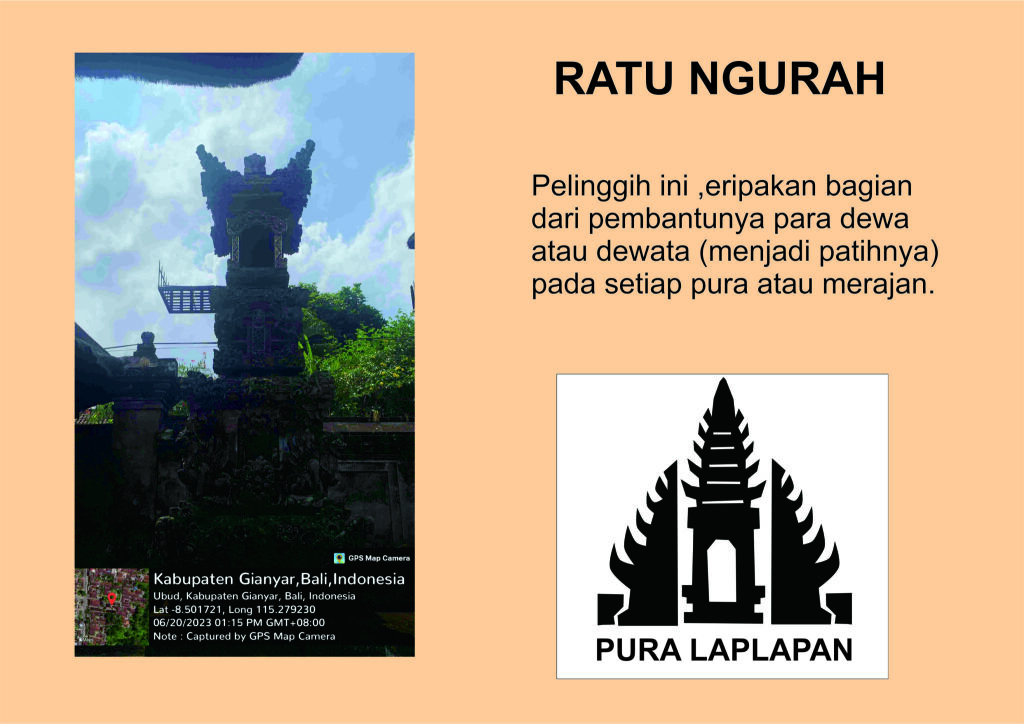 RATU NGURAH
Pelinggih ini ,eripakan bagian
dari pembantunya para dewa
atau dewata (menjadi patihnya)
pada setiap pura atau merajan.
GPS Map Camera
Kabupaten Gianyar,Bali,Indonesia
Ubud, Kabupaten Gianyar, Bali, Indonesia
Lat -8.501721, Long 115.279230
06/20/2023 01:15 PM GMT+08:00
Note : Captured by GPS Map Camera
PURA LAPLAPAN